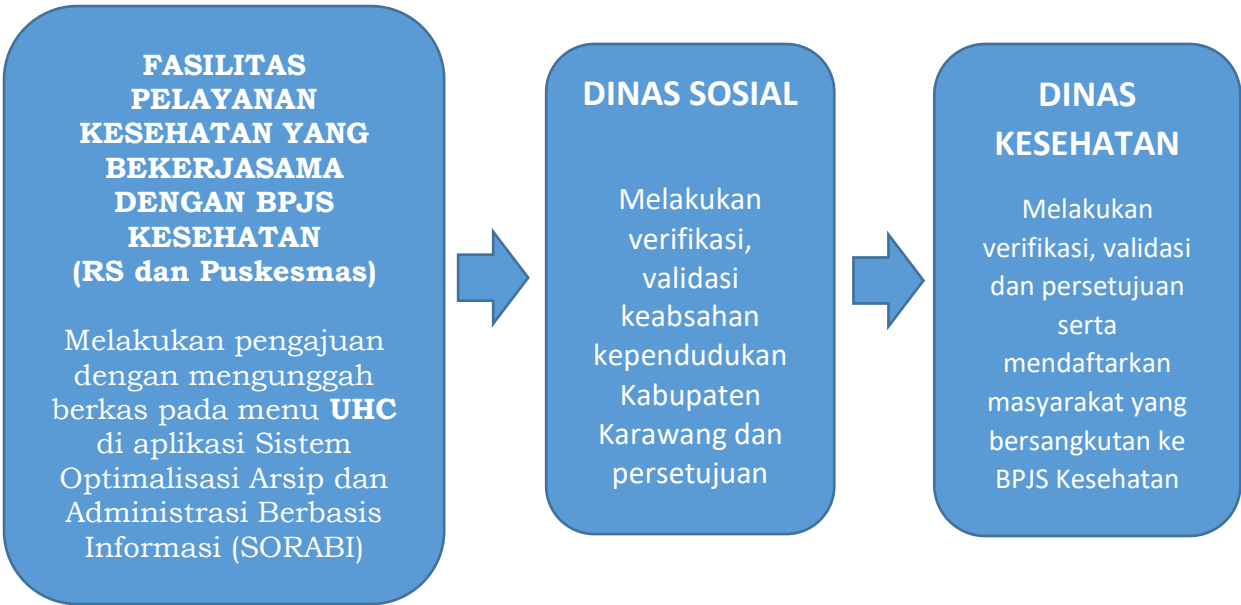 FASILITAS
PELAYANAN
KESEHATAN YANG
BEKERJASAMA
DENGAN BPJS
KESEHATAN
(RS dan Puskesmas)
Melakukan pengajuan
dengan mengunggah
berkas pada menu UHC
di aplikasi Sistem
Optimalisasi Arsip dan
Administrasi Berbasis
Informasi (SORABI)
DINAS SOSIAL
Melakukan
verifikasi,
validasi
keabsahan
kependudukan
Kabupaten
Karawang dan
persetujuan
DINAS
KESEHATAN
Melakukan
verifikasi, validasi
dan persetujuan
serta
mendaftarkan
masyarakat yang
bersangkutan ke
BPJS Kesehatan